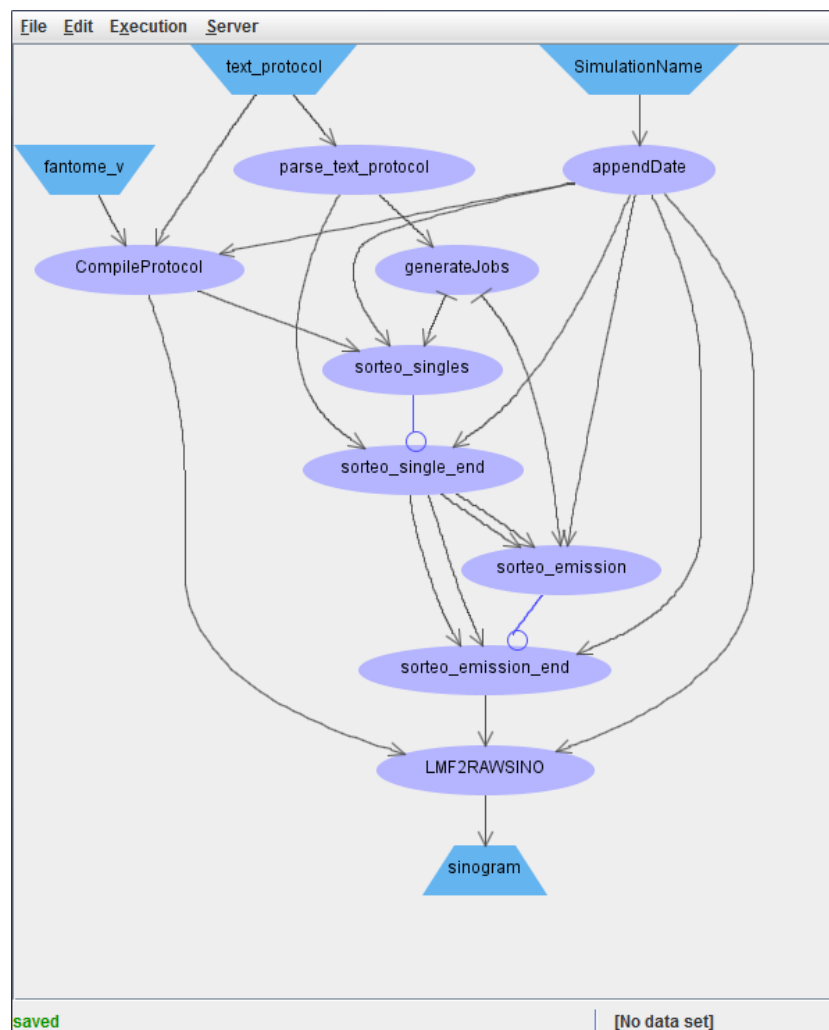 File Edit Execution Server
text_protocol SimulationName
fantome_v parse_text_protocol appendDate
CompileProtocol generateJobs
sorteo_singles
sorteo_single_end
sorteo_emission
sorteo_emission_end
LMF2RAWSINO
sinogram
saved [No data set]